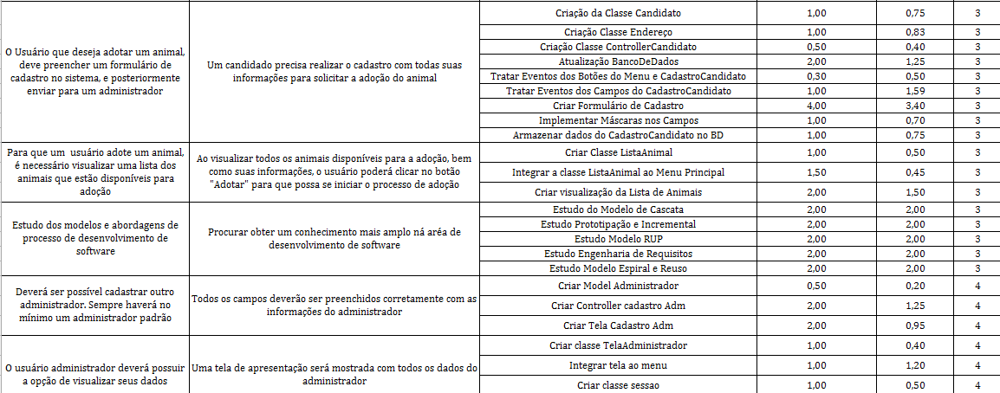 O Usuário que deseja adotar um animal,
deve preencher um formulário de
cadastro no sistema, e posteriormente
enviar para um administrador
Um candidado precisa realizar o cadastro com todas suas
informações para solicitar a adoção do animal
Criação da Classe Candidato 1,00 0,75 3
Criação Classe Endereço 1,00 0,83 3
Criação Classe ControllerCandidato 0,50 0,40 3
Atualização BancoDeDados 2,00 1,25 3
Tratar Eventos dos Botões do Menu e CadastroCandidato 0,30 0,50 3
Tratar Eventos dos Campos do CadastroCandidato 1,00 1,59 3
Criar Formulário de Cadastro 4,00 3,40 3
Implementar Máscaras nos Campos 1,00 0,70 3
Armazenar dados do CadastroCandidato no BD 1,00 0,75 3
Para que um usuário adote um animal,
é necessário visualizar uma lista dos
animais que estão disponíveis para
adoção
Ao visualizar todos os animais disponíveis para a adoção, bem
como suas informações, o usuário poderá clicar no botão
"Adotar" para que possa se iniciar o processo de adoção
Criar Classe ListaAnimal 1,00 0,50 3
Integrar a classe ListaAnimal ao Menu Principal 1,50 0,45 3
Criar visualização da Lista de Animais 2,00 1,50 3
Estudo dos modelos e abordagens de
processo de desenvolvimento de
software
Procurar obter um conhecimento mais amplo ná aréa de
desenvolvimento de software
Estudo do Modelo de Cascata 2,00 2,00 3
Estudo Prototipação e Incremental 2,00 2,00 3
Estudo Modelo RUP 2,00 2,00 3
Estudo Engenharia de Requisitos 2,00 2,00 3
Estudo Modelo Espiral e Reuso 2,00 2,00 3
Deverá ser possível cadastrar outro
administrador. Sempre haverá no
mínimo um administrador padrão
Todos os campos deverão ser preenchidos corretamente com as
informações do administrador
Criar Model Administrador 0,50 0,20 4
Criar Controller cadastro Adm 2,00 1,25 4
Criar Tela Cadastro Adm 2,00 0,95 4
O usuário administrador deverá possuir
a opção de visualizar seus dados
Uma tela de apresentação será mostrada com todos os dados do
administrador
Criar classe TelaAdministrador 1,00 0,40 4
Integrar tela ao menu 1,00 1,20 4
Criar classe sessao 1,00 0,50 4